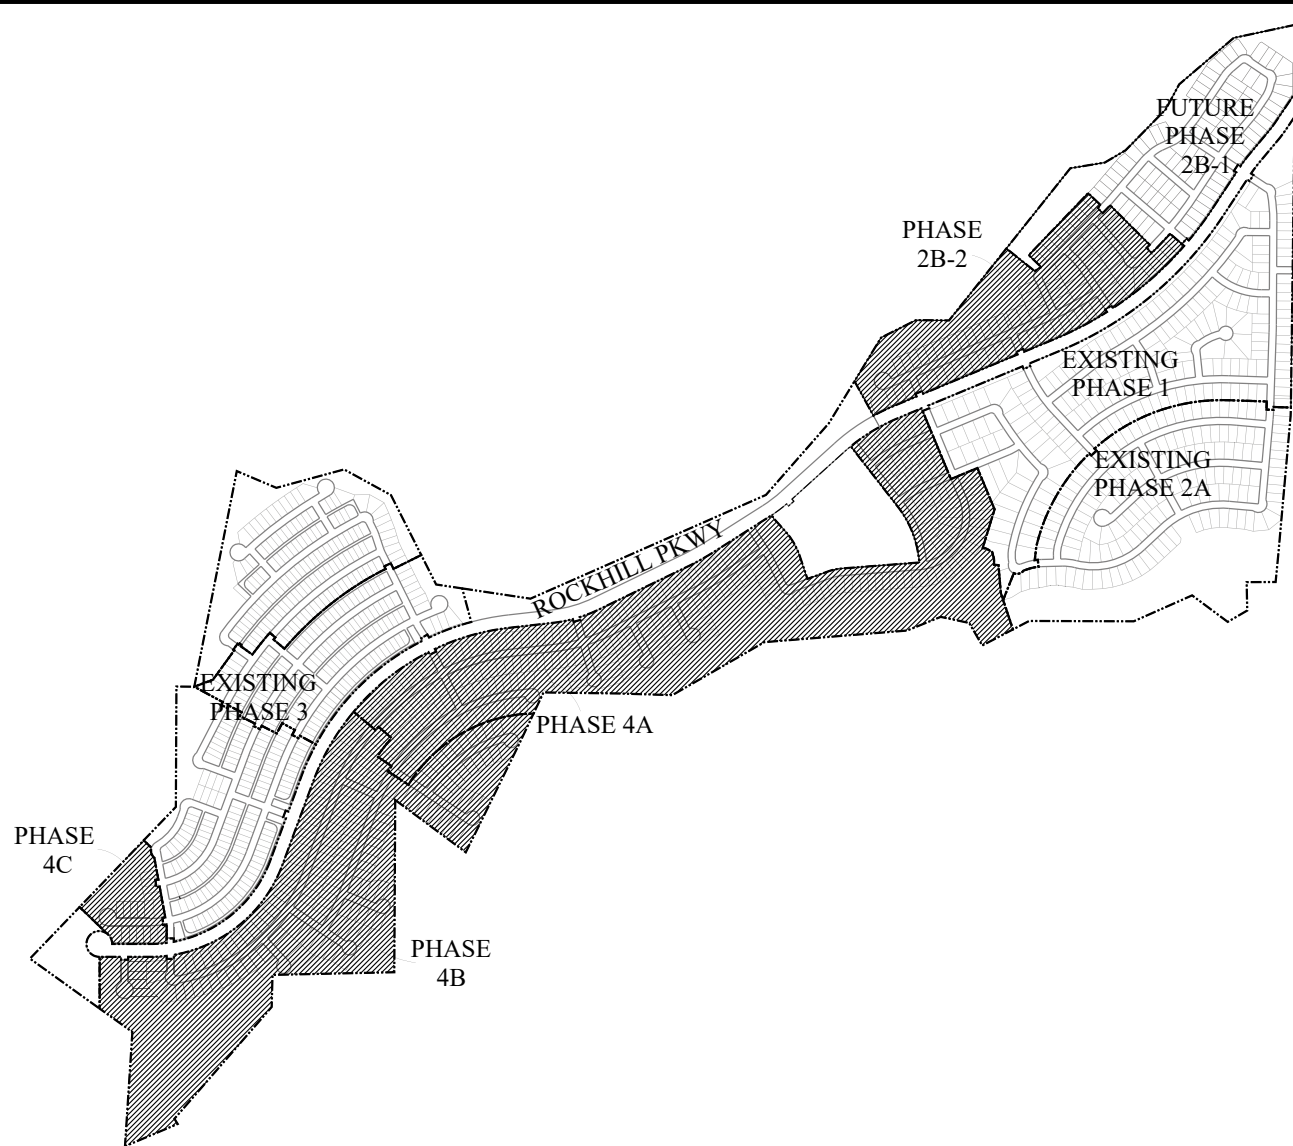 FUTURE
PHASE
2B-1
PHASE
2B-2
EXISTING
PHASE 1
EXISTING
PHASE 2A
ROCKHILL PKWY
EXISTING
PHASE 3
PHASE 4A
PHASE
4C
PHASE
4B